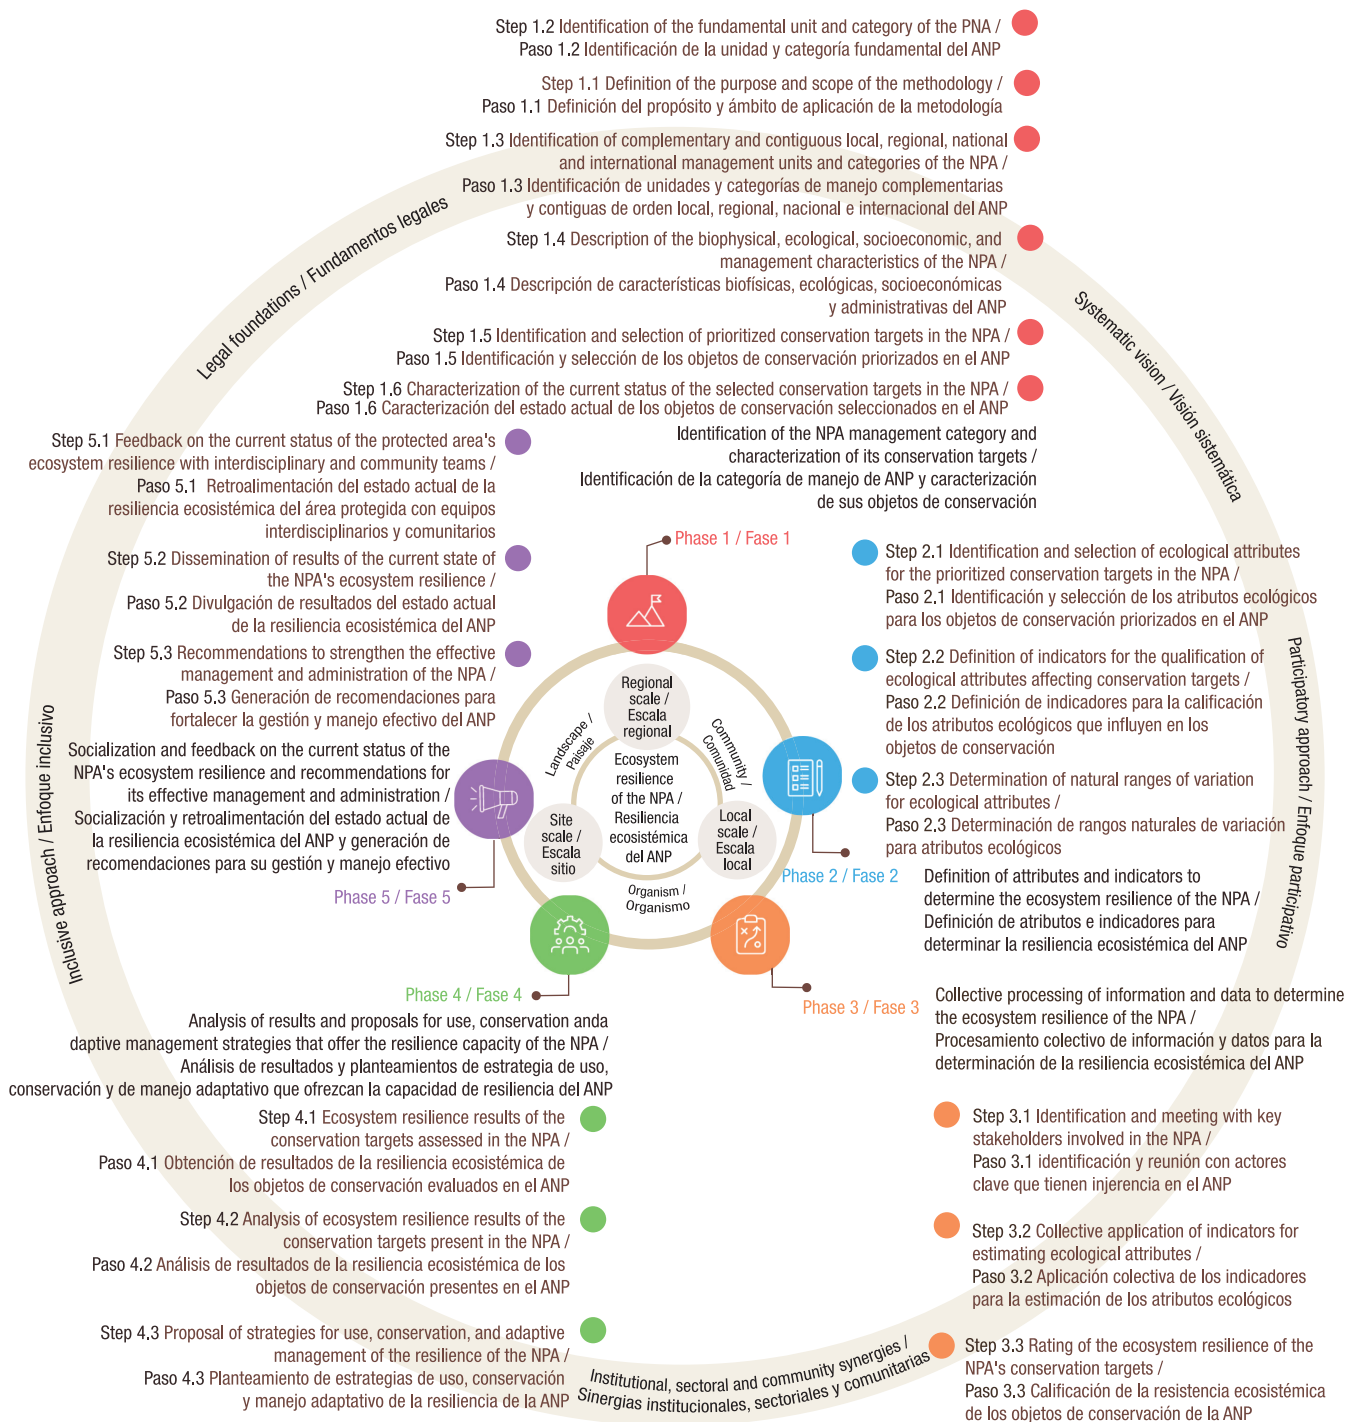 Step 1.2 Identification of the fundamental unit and category of the PNA /
Paso 1.2 Identificación de la unidad y categoría fundamental del ANP
Step 1.1 Definition of the purpose and scope of the methodology /
Paso 1.1 Definición del propósito y ámbito de aplicación de la metodología
Step 1.3 Identification of complementary and contiguous local, regional, national
and international management units and categories of the NPA /
Paso 1.3 Identificación de unidades y categorías de manejo complementarias
y contiguas de orden local, regional, nacional e internacional del ANP
Step 1.4 Description of the biophysical, ecological, socioeconomic, and
management characteristics of the NPA /
Paso 1.4 Descripción de características biofísicas, ecológicas, socioeconómicas
y administrativas del ANP
Step 1.5 Identification and selection of prioritized conservation targets in the NPA /
Paso 1.5 Identificación y selección de los objetos de conservación priorizados en el ANP
Step 1.6 Characterization of the current status of the selected conservation targets in the NPA /
Paso 1.6 Caracterización del estado actual de los objetos de conservación seleccionados en el ANP
Identification of the NPA management category and
characterization of its conservation targets /
Identificación de la categoría de manejo de ANP y caracterización
de sus objetos de conservación
Phase 1 / Fase 1
Legal foundations / Fundamentos legales
Systematic vision / Visión sistemática
Participatory approach / Enfoque participativo
Inclusive approach / Enfoque inclusivo
Institutional, sectoral and community synergies /
Sinergias institucionales, sectoriales y comunitarias
Step 5.1 Feedback on the current status of the protected area's
ecosystem resilience with interdisciplinary and community teams /
Paso 5.1 Retroalimentación del estado actual de la
resiliencia ecosistémica del área protegida con equipos
interdisciplinarios y comunitarios
Step 5.2 Dissemination of results of the current state of
the NPA's ecosystem resilience /
Paso 5.2 Divulgación de resultados del estado actual
de la resiliencia ecosistémica del ANP
Step 5.3 Recommendations to strengthen the effective
management and administration of the NPA /
Paso 5.3 Generación de recomendaciones para
fortalecer la gestión y manejo efectivo del ANP
Socialization and feedback on the current status of the
NPA's ecosystem resilience and recommendations for
its effective management and administration /
Socialización y retroalimentación del estado actual de
la resiliencia ecosistémica del ANP y generación de
recomendaciones para su gestión y manejo efectivo
Phase 5 / Fase 5
Regional
scale /
Escala
regional
Landscape /
Paisaje
Community /
Comunidad
Ecosystem
resilience
of the NPA /
Resiliencia
ecosistémica
del ANP
Site
scale /
Escala
sitio
Local
scale /
Escala
local
Organism /
Organismo
Step 2.1 Identification and selection of ecological attributes
for the prioritized conservation targets in the NPA /
Paso 2.1 Identificación y selección de los atributos ecológicos
para los objetos de conservación priorizados en el ANP
Step 2.2 Definition of indicators for the qualification of
ecological attributes affecting conservation targets /
Paso 2.2 Definición de indicadores para la calificación
de los atributos ecológicos que influyen en los
objetos de conservación
Step 2.3 Determination of natural ranges of variation
for ecological attributes /
Paso 2.3 Determinación de rangos naturales de variación
para atributos ecológicos
Phase 2 / Fase 2
Definition of attributes and indicators to
determine the ecosystem resilience of the NPA /
Definición de atributos e indicadores para
determinar la resiliencia ecosistémica del ANP
Phase 4 / Fase 4
Analysis of results and proposals for use, conservation anda
daptive management strategies that offer the resilience capacity of the NPA /
Análisis de resultados y planteamientos de estrategia de uso,
conservación y de manejo adaptativo que ofrezcan la capacidad de resiliencia del ANP
Step 4.1 Ecosystem resilience results of the
conservation targets assessed in the NPA /
Paso 4.1 Obtención de resultados de la resiliencia ecosistémica de
los objetos de conservación evaluados en el ANP
Step 4.2 Analysis of ecosystem resilience results of the
conservation targets present in the NPA /
Paso 4.2 Análisis de resultados de la resiliencia ecosistémica de los
objetos de conservación presentes en el ANP
Step 4.3 Proposal of strategies for use, conservation, and adaptive
management of the resilience of the NPA /
Paso 4.3 Planteamiento de estrategias de uso, conservación
y manejo adaptativo de la resiliencia de la ANP
Phase 3 / Fase 3
Collective processing of information and data to determine
the ecosystem resilience of the NPA /
Procesamiento colectivo de información y datos para la
determinación de la resiliencia ecosistémica del ANP
Step 3.1 Identification and meeting with key
stakeholders involved in the NPA /
Paso 3.1 identificación y reunión con actores
clave que tienen injerencia en el ANP
Step 3.2 Collective application of indicators for
estimating ecological attributes /
Paso 3.2 Aplicación colectiva de los indicadores
para la estimación de los atributos ecológicos
Step 3.3 Rating of the ecosystem resilience of the
NPA's conservation targets /
Paso 3.3 Calificación de la resistencia ecosistémica
de los objetos de conservación de la ANP